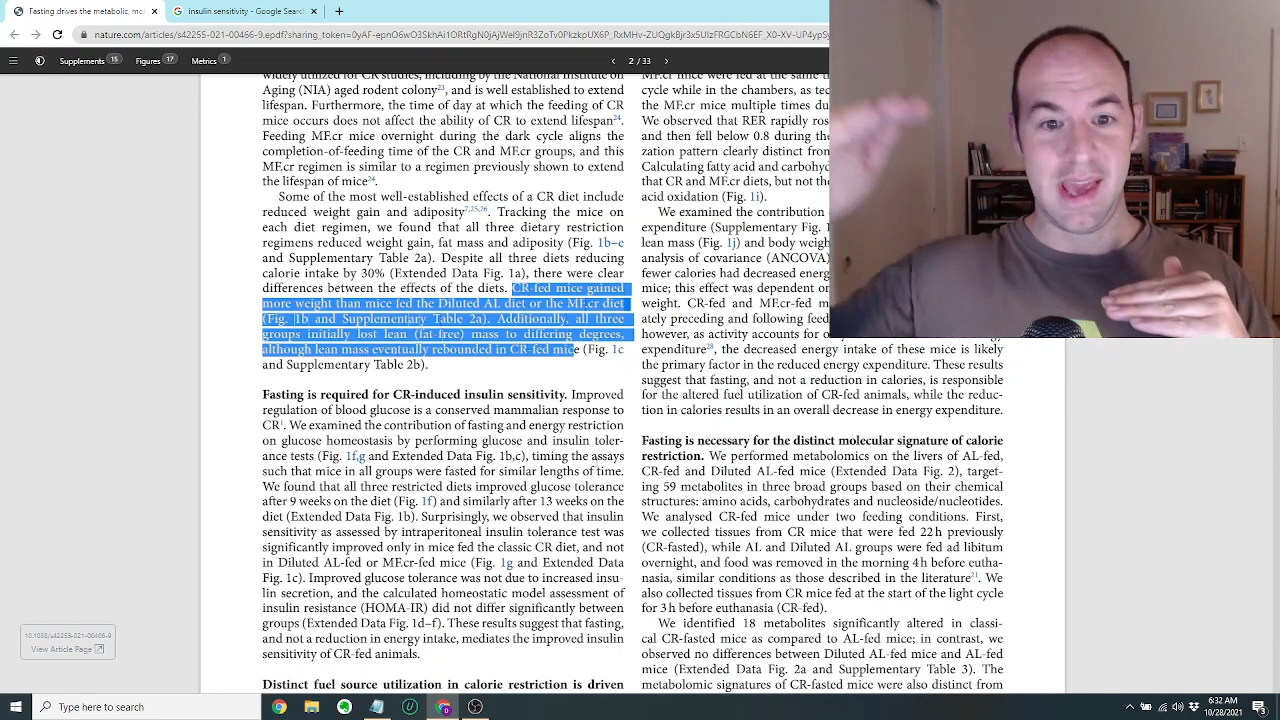 Fasting drives the metabolic, mol
insulin sensitivity - Google Search
nature.com/articles/s42255-021-00466-9.epdf?sharing_token=
Supplements 15
Figures 17
Metrics 1
2 / 33
widely utilized for CR studies, including by the National Institute on
Aging (NIA) aged rodent colony23, and is well established to extend
lifespan. Furthermore, the time of day at which the feeding of CR
mice occurs does not affect the ability of CR to extend lifespan24.
Feeding MF.cr mice overnight during the dark cycle aligns the
completion-of-feeding time of the CR and MF.cr groups, and this
MF.cr regimen is similar to a regimen previously shown to extend
the lifespan of mice24.
Some of the most well-established effects of a CR diet include
reduced weight gain and adiposity7,25,26. Tracking the mice on
each diet regimen, we found that all three dietary restriction
regimens reduced weight gain, fat mass and adiposity (Fig. 1b–e
and Supplementary Table 2a). Despite all three diets reducing
calorie intake by 30% (Extended Data Fig. 1a), there were clear
differences between the effects of the diets. CR-fed mice gained
more weight than mice fed the Diluted AL diet or the MF.cr diet
(Fig. 1b and Supplementary Table 2a). Additionally, all three
groups initially lost lean (fat-free) mass to differing degrees,
although lean mass eventually rebounded in CR-fed mice (Fig. 1c
and Supplementary Table 2b).
Fasting is required for CR-induced insulin sensitivity. Improved
regulation of blood glucose is a conserved mammalian response to
CR1. We examined the contribution of fasting and energy restriction
on glucose homeostasis by performing glucose and insulin toler-
ance tests (Fig. 1f,g and Extended Data Fig. 1b,c), timing the assays
such that mice in all groups were fasted for similar lengths of time.
We found that all three restricted diets improved glucose tolerance
after 9 weeks on the diet (Fig. 1f) and similarly after 13 weeks on the
diet (Extended Data Fig. 1b). Surprisingly, we observed that insulin
sensitivity as assessed by intraperitoneal insulin tolerance test was
significantly improved only in mice fed the classic CR diet, and not
in Diluted AL-fed or MF.cr-fed mice (Fig. 1g and Extended Data
Fig. 1c). Improved glucose tolerance was not due to increased insu-
lin secretion, and the calculated homeostatic model assessment of
insulin resistance (HOMA-IR) did not differ significantly between
groups (Extended Data Fig. 1d–f). These results suggest that fasting,
and not a reduction in energy intake, mediates the improved insulin
sensitivity of CR-fed animals.
Distinct fuel source utilization in calorie restriction is driven
MF.cr mice were fed at the same
cycle while in the chambers, as
the MF.cr mice multiple times
We observed that RER rapidly
and then fell below 0.8 during the
zation pattern clearly distinct from
Calculating fatty acid and
that CR and MF.cr diets, but not
acid oxidation (Fig. 1i).
We examined the contribution
expenditure (Supplementary Fig.
lean mass (Fig. 1j) and body
analysis of covariance (ANCOVA)
fewer calories had decreased
mice; this effect was dependent
weight. CR-fed and MF.cr-fed
ately preceding and following
however, as activity accounts for
expenditure28, the decreased energy intake of these mice is likely
the primary factor in the reduced energy expenditure. These results
suggest that fasting, and not a reduction in calories, is responsible
for the altered fuel utilization of CR-fed animals, while the reduc-
tion in calories results in an overall decrease in energy expenditure.
Fasting is necessary for the distinct molecular signature of calorie
restriction. We performed metabolomics on the livers of AL-fed,
CR-fed and Diluted AL-fed mice (Extended Data Fig. 2), target-
ing 59 metabolites in three broad groups based on their chemical
structures: amino acids, carbohydrates and nucleoside/nucleotides.
We analysed CR-fed mice under two feeding conditions. First,
we collected tissues from CR mice that were fed 22 h previously
(CR-fasted), while AL and Diluted AL groups were fed ad libitum
overnight, and food was removed in the morning 4 h before eutha-
nasia, similar conditions as those described in the literature21. We
also collected tissues from CR mice fed at the start of the light cycle
for 3 h before euthanasia (CR-fed).
We identified 18 metabolites significantly altered in classi-
cal CR-fasted mice as compared to AL-fed mice; in contrast, we
observed no differences between Diluted AL-fed mice and AL-fed
mice (Extended Data Fig. 2a and Supplementary Table 3). The
metabolomic signatures of CR-fasted mice were also distinct from
10.1038/s42255-021-00466-9
View Article Page
Type here to search
6:32 AM
10/28/2021